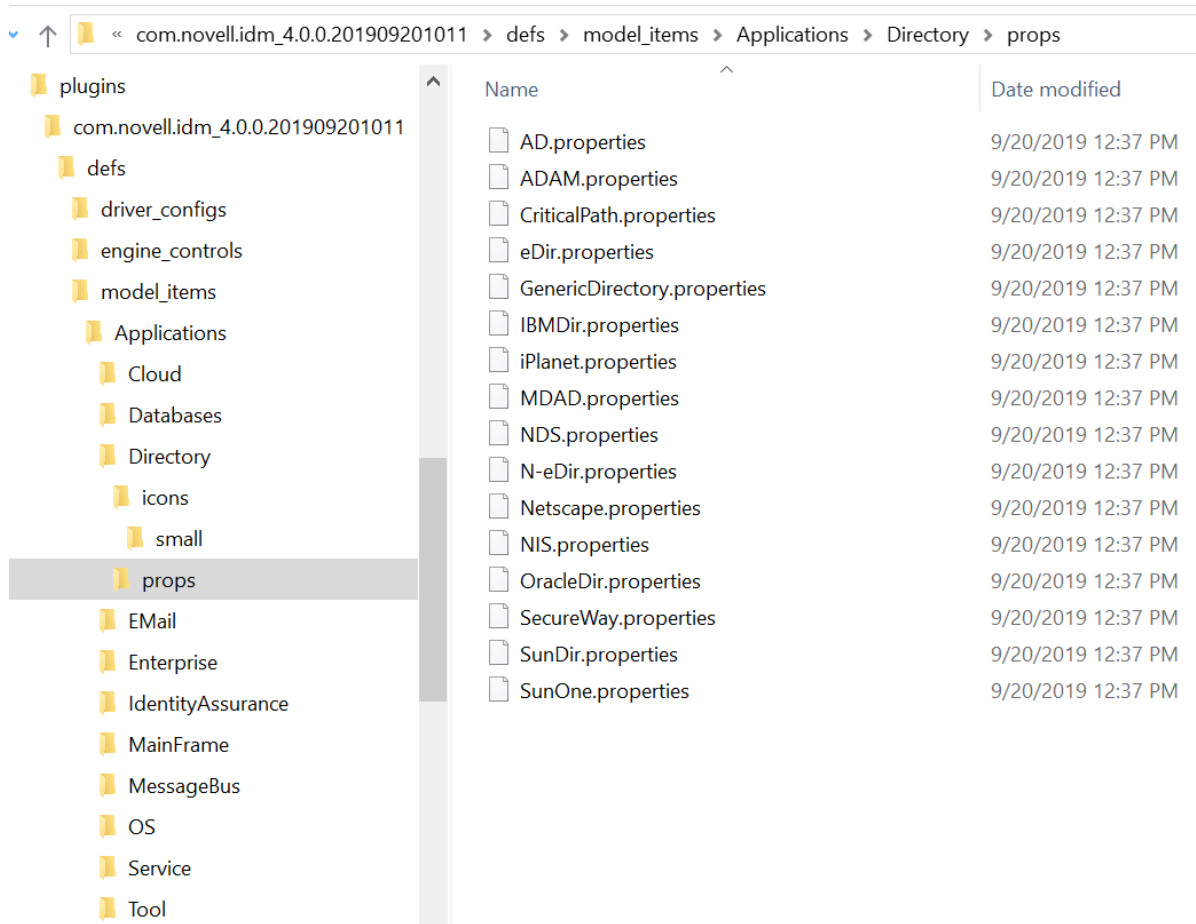 « com.novell.idm_4.0.0.201909201011 > defs > model_items > Applications > Directory > props
plugins
com.novell.idm_4.0.0.201909201011
defs
driver_configs
engine_controls
model_items
Applications
Cloud
Databases
Directory
icons
small
props
EMail
Enterprise
IdentityAssurance
MainFrame
MessageBus
OS
Service
Tool
Name Date modified
AD.properties 9/20/2019 12:37 PM
ADAM.properties 9/20/2019 12:37 PM
CriticalPath.properties 9/20/2019 12:37 PM
eDir.properties 9/20/2019 12:37 PM
GenericDirectory.properties 9/20/2019 12:37 PM
IBMDir.properties 9/20/2019 12:37 PM
iPlanet.properties 9/20/2019 12:37 PM
MDAD.properties 9/20/2019 12:37 PM
NDS.properties 9/20/2019 12:37 PM
N-eDir.properties 9/20/2019 12:37 PM
Netscape.properties 9/20/2019 12:37 PM
NIS.properties 9/20/2019 12:37 PM
OracleDir.properties 9/20/2019 12:37 PM
SecureWay.properties 9/20/2019 12:37 PM
SunDir.properties 9/20/2019 12:37 PM
SunOne.properties 9/20/2019 12:37 PM